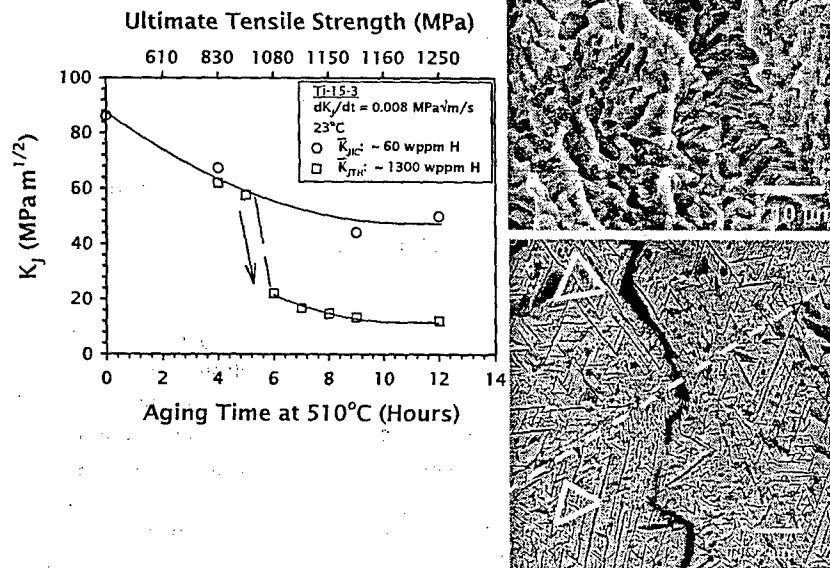 Ultimate Tensile Strength (MPa)
610 830 1080 1150 1160 1250
100
80
60
40
20
0
K_J (MPa m^1/2)
Ti-15-3
dK_J/dt = 0.008 MPa√m/s
23°C
○ K̅_JIC: ~ 60 wppm H
□ K̅_JTH: ~ 1300 wppm H
0 2 4 6 8 10 12 14
Aging Time at 510°C (Hours)
10 µm